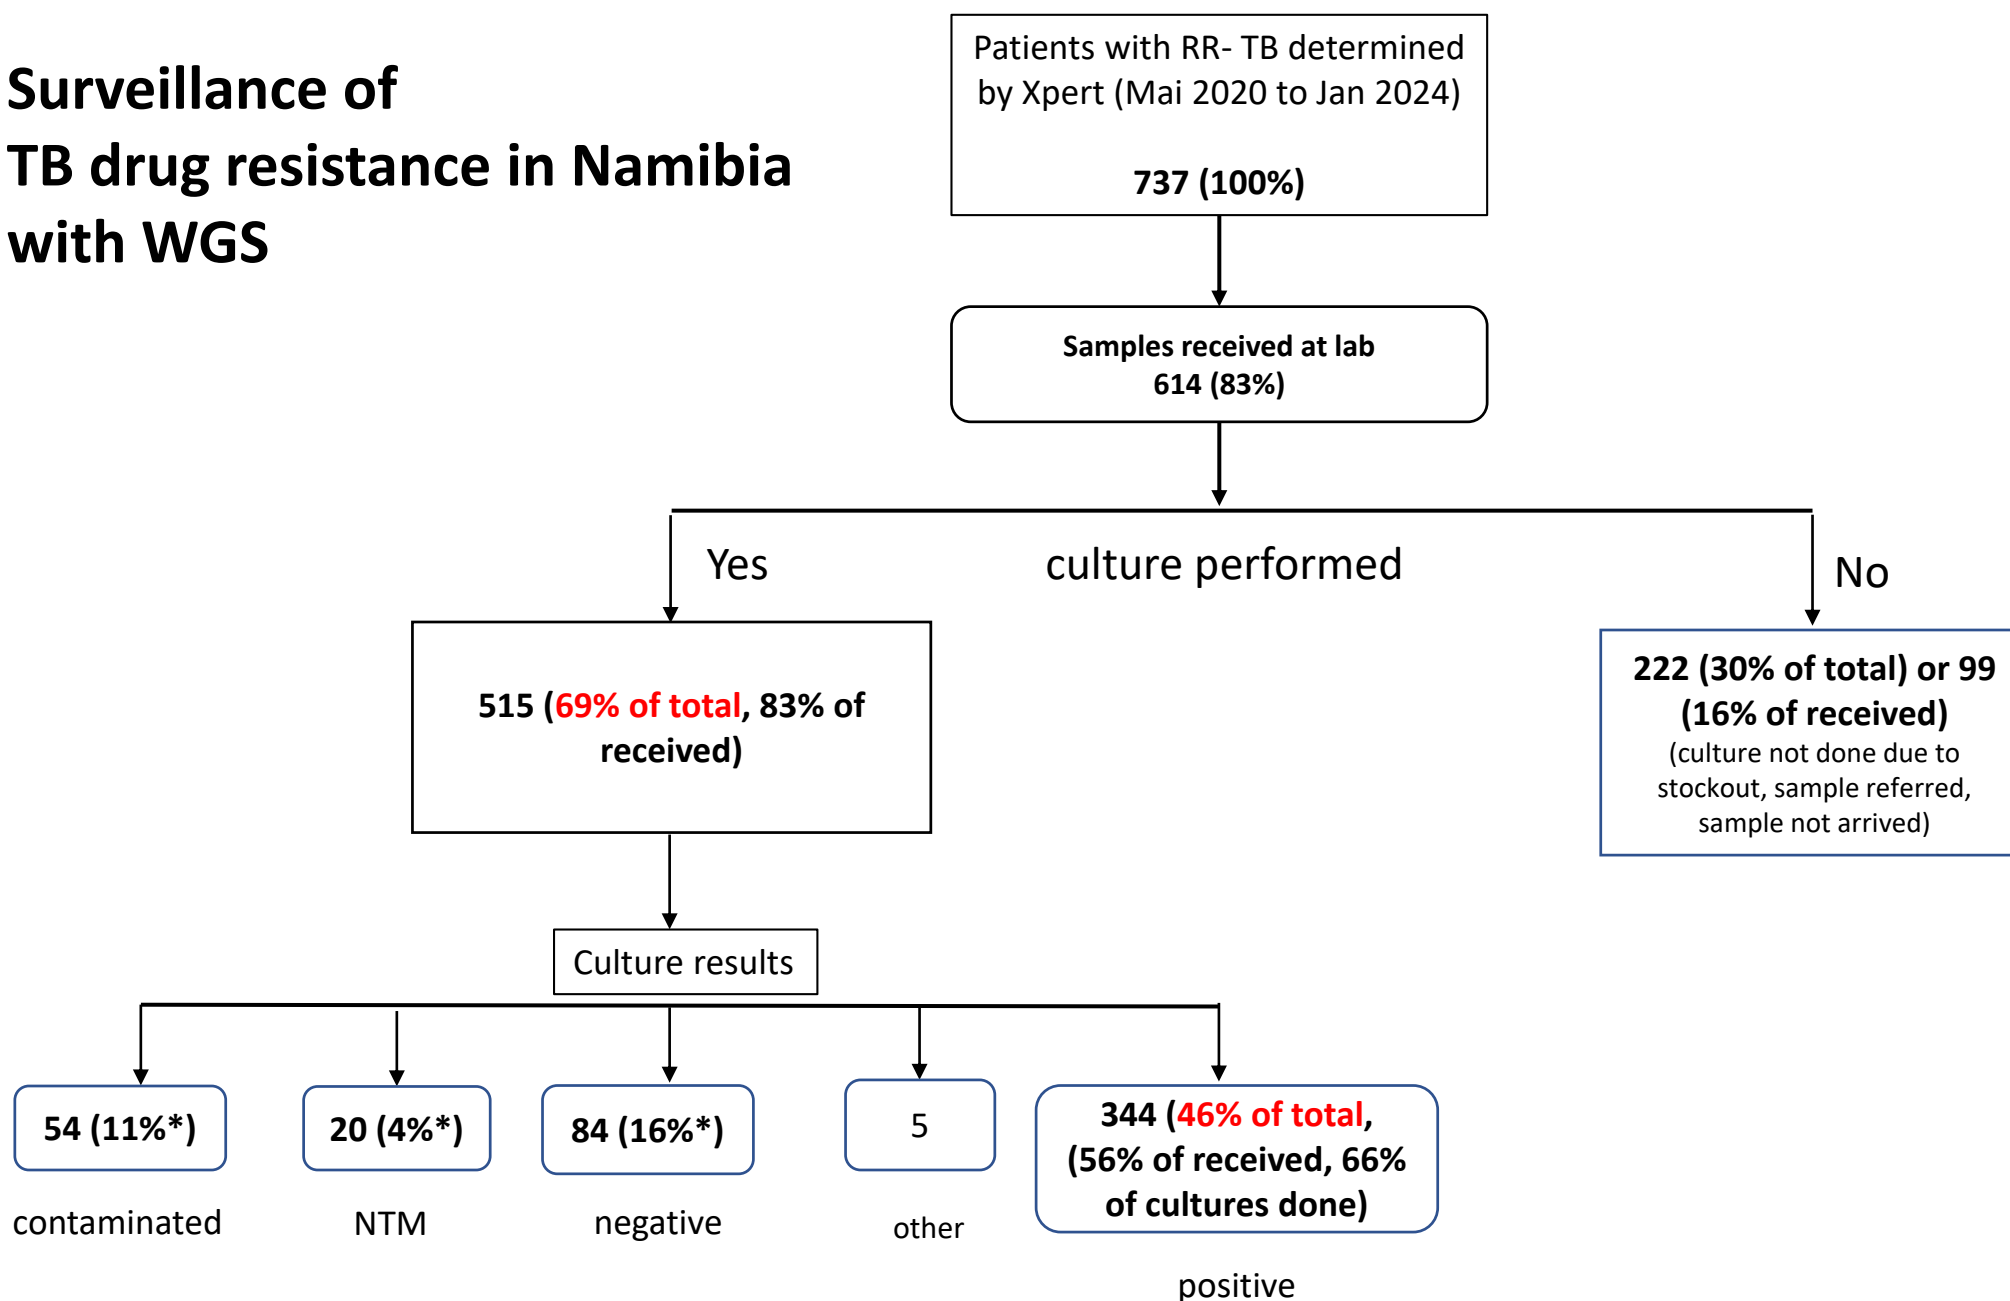 Surveillance of
TB drug resistance in Namibia
with WGS
Patients with RR- TB determined
by Xpert (Mai 2020 to Jan 2024)
737 (100%)
Samples received at lab
614 (83%)
Yes
culture performed
No
515 (69% of total, 83% of
received)
222 (30% of total) or 99
(16% of received)
(culture not done due to
stockout, sample referred,
sample not arrived)
Culture results
54 (11%*)
20 (4%*)
84 (16%*)
5
344 (46% of total,
(56% of received, 66%
of cultures done)
contaminated
NTM
negative
other
positive